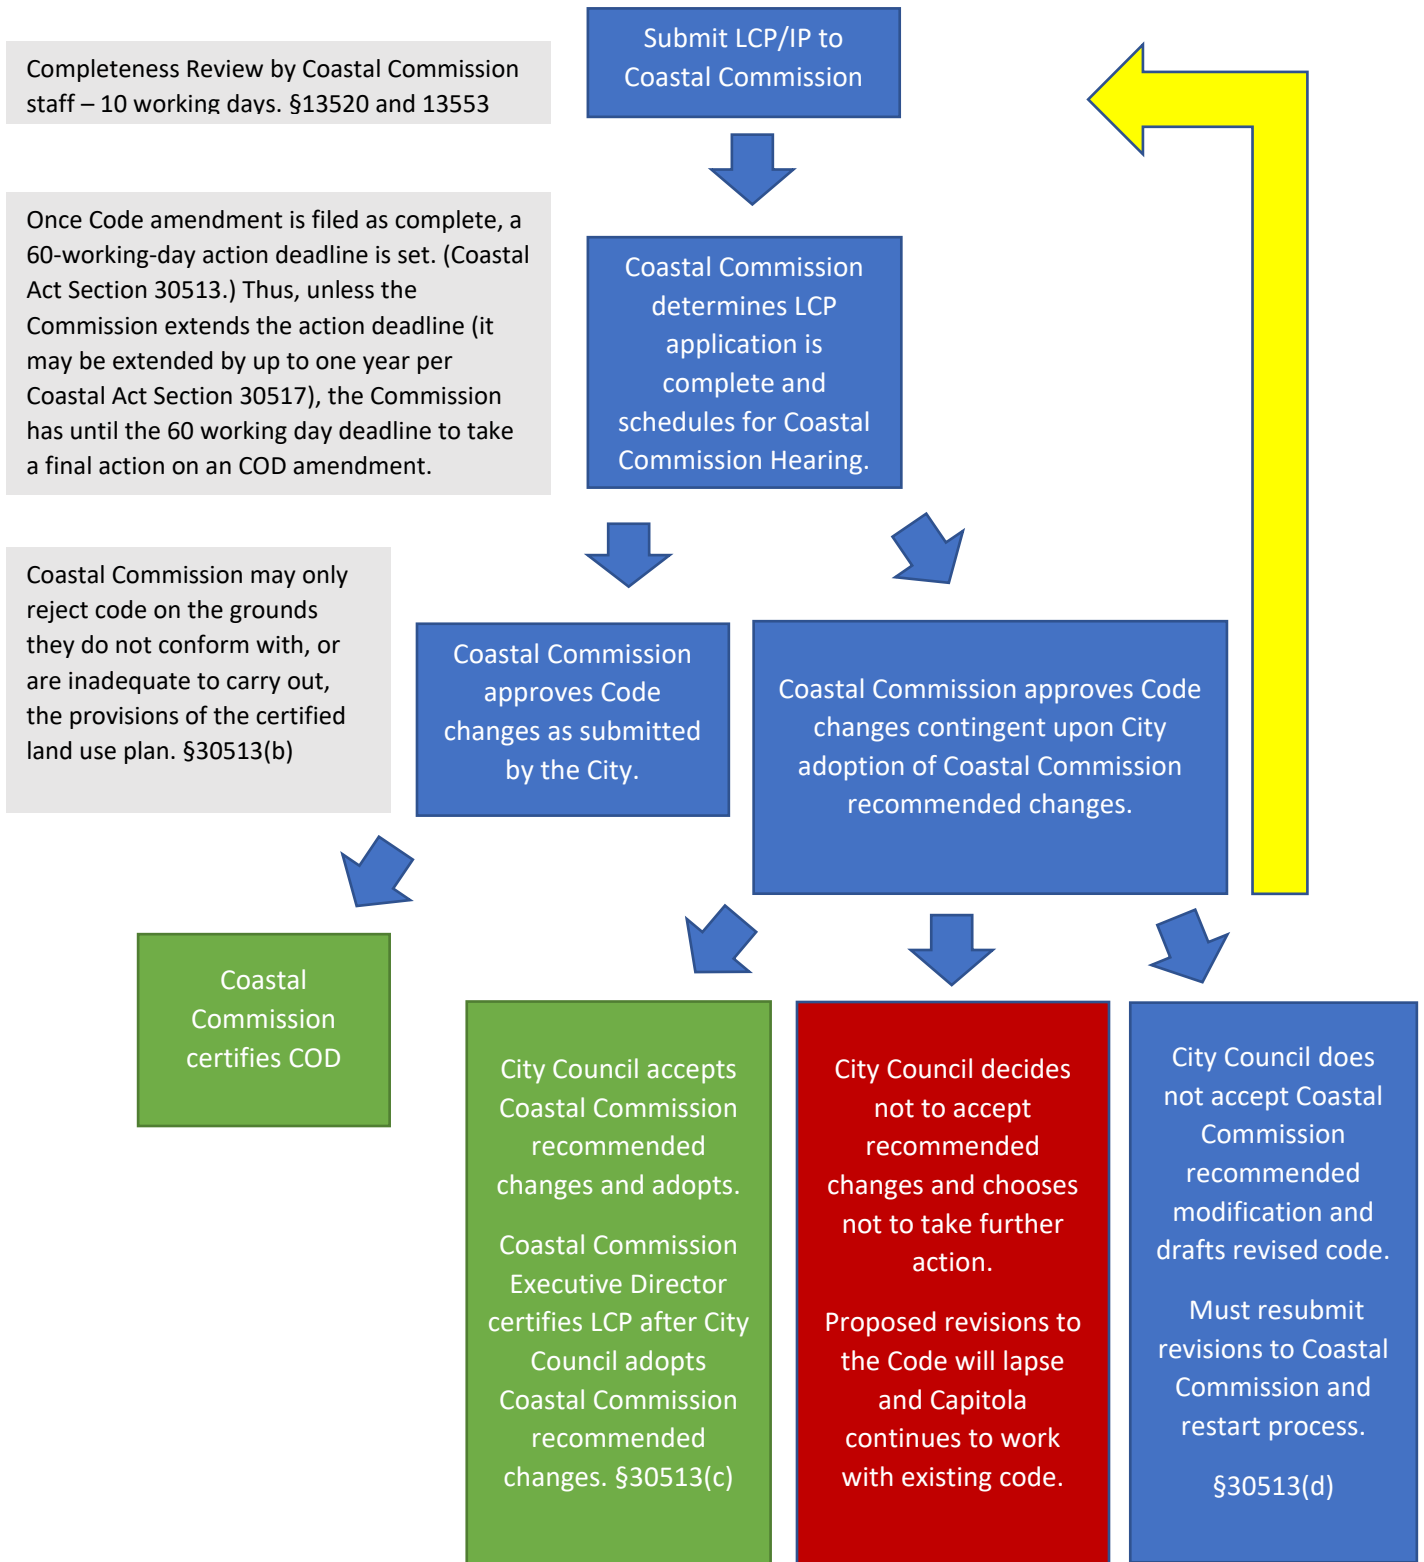 Submit LCP/IP to
Coastal Commission
Completeness Review by Coastal Commission
staff – 10 working days. §13520 and 13553
Once Code amendment is filed as complete, a
60-working-day action deadline is set. (Coastal
Act Section 30513.) Thus, unless the
Commission extends the action deadline (it
may be extended by up to one year per
Coastal Act Section 30517), the Commission
has until the 60 working day deadline to take
a final action on an COD amendment.
Coastal Commission
determines LCP
application is
complete and
schedules for Coastal
Commission Hearing.
Coastal Commission may only
reject code on the grounds
they do not conform with, or
are inadequate to carry out,
the provisions of the certified
land use plan. §30513(b)
Coastal Commission
approves Code
changes as submitted
by the City.
Coastal Commission approves Code
changes contingent upon City
adoption of Coastal Commission
recommended changes.
Coastal
Commission
certifies COD
City Council accepts
Coastal Commission
recommended
changes and adopts.
Coastal Commission
Executive Director
certifies LCP after City
Council adopts
Coastal Commission
recommended
changes. §30513(c)
City Council decides
not to accept
recommended
changes and chooses
not to take further
action.
Proposed revisions to
the Code will lapse
and Capitola
continues to work
with existing code.
City Council does
not accept Coastal
Commission
recommended
modification and
drafts revised code.
Must resubmit
revisions to Coastal
Commission and
restart process.
§30513(d)